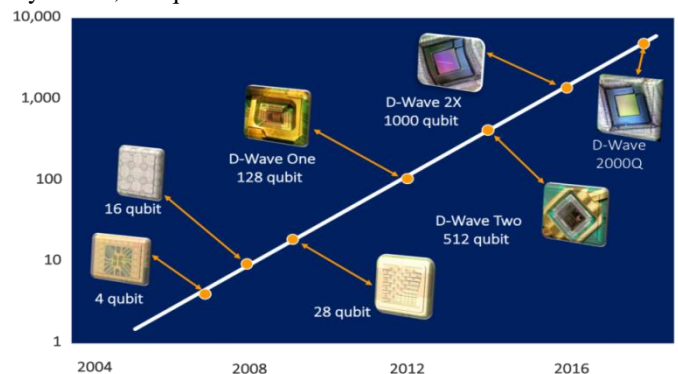 10,000
1,000
100
10
1
D-Wave 2X
1000 qubit
D-Wave
2000Q
D-Wave One
128 qubit
16 qubit
D-Wave Two
512 qubit
4 qubit
28 qubit
2004
2008
2012
2016